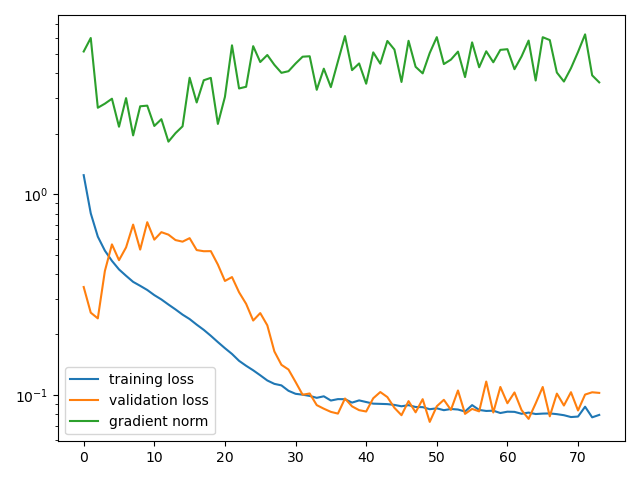 10⁰
10⁻¹
training loss
validation loss
gradient norm
0 10 20 30 40 50 60 70